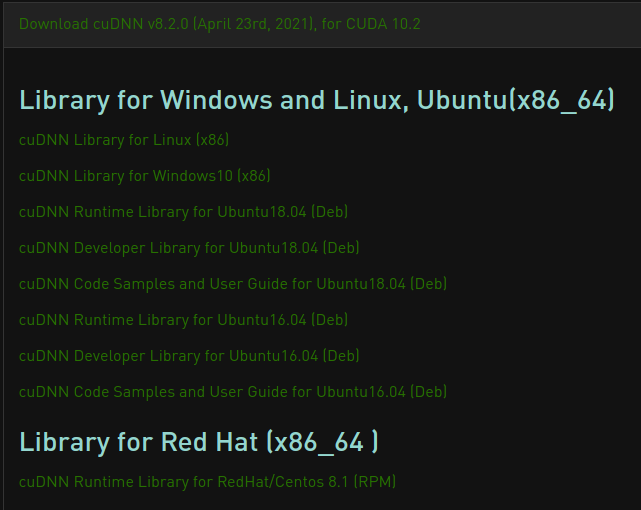 Download cuDNN v8.2.0 (April 23rd, 2021), for CUDA 10.2
Library for Windows and Linux, Ubuntu(x86_64)
cuDNN Library for Linux (x86)
cuDNN Library for Windows10 (x86)
cuDNN Runtime Library for Ubuntu18.04 (Deb)
cuDNN Developer Library for Ubuntu18.04 (Deb)
cuDNN Code Samples and User Guide for Ubuntu18.04 (Deb)
cuDNN Runtime Library for Ubuntu16.04 (Deb)
cuDNN Developer Library for Ubuntu16.04 (Deb)
cuDNN Code Samples and User Guide for Ubuntu16.04 (Deb)
Library for Red Hat (x86_64 )
cuDNN Runtime Library for RedHat/Centos 8.1 (RPM)